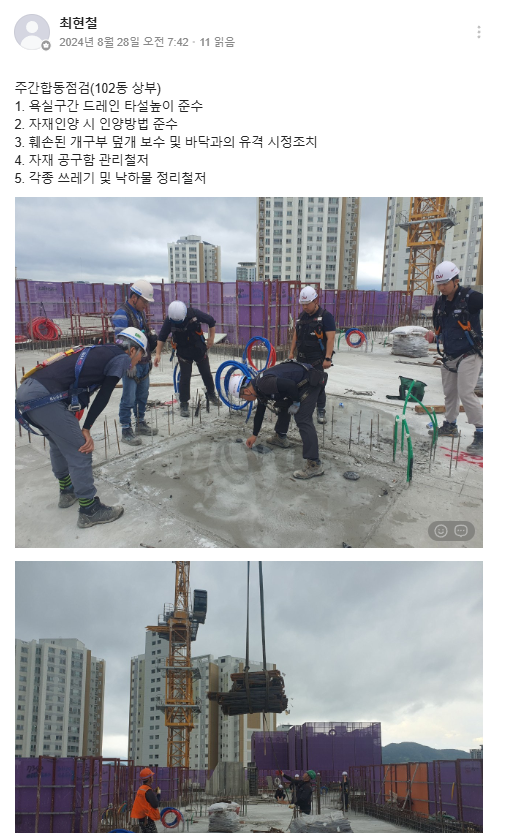 최현철
2024년 8월 28일 오전 7:42 · 11 읽음
주간합동점검(102동 상부)
1. 욕실구간 드레인 타설높이 준수
2. 자재인양 시 인양방법 준수
3. 훼손된 개구부 덮개 보수 및 바닥과의 유격 시정조치
4. 자재 공구함 관리철저
5. 각종 쓰레기 및 낙하물 정리철저